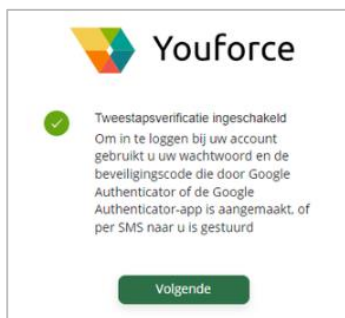 Youforce
Tweestapsverificatie ingeschakeld
Om in te loggen bij uw account
gebruikt u uw wachtwoord en de
beveiligingscode die door Google
Authenticator of de Google
Authenticator-app is aangemaakt, of
per SMS naar u is gestuurd
Volgende